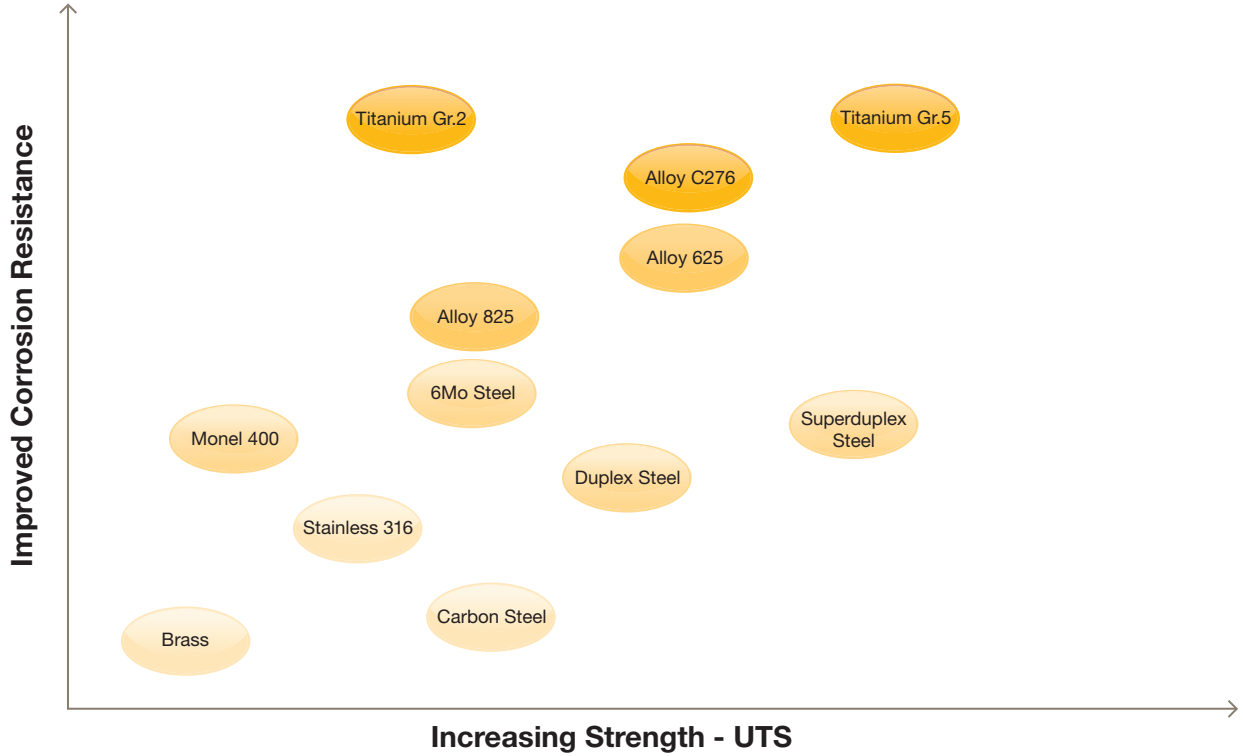 Improved Corrosion Resistance
Titanium Gr.2
Titanium Gr.5
Alloy C276
Alloy 625
Alloy 825
6Mo Steel
Monel 400
Superduplex
Steel
Duplex Steel
Stainless 316
Carbon Steel
Brass
Increasing Strength - UTS